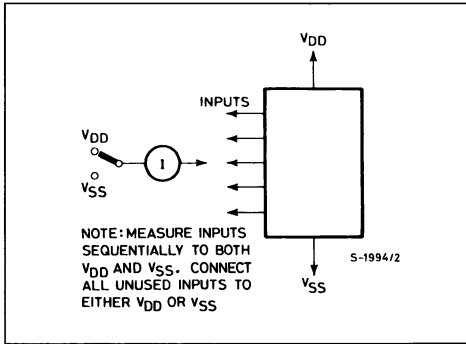 VDD
INPUTS
VDD
I
VSS
NOTE: MEASURE INPUTS
SEQUENTIALLY TO BOTH
VDD AND VSS. CONNECT
ALL UNUSED INPUTS TO
EITHER VDD OR VSS
S-1994/2
VSS